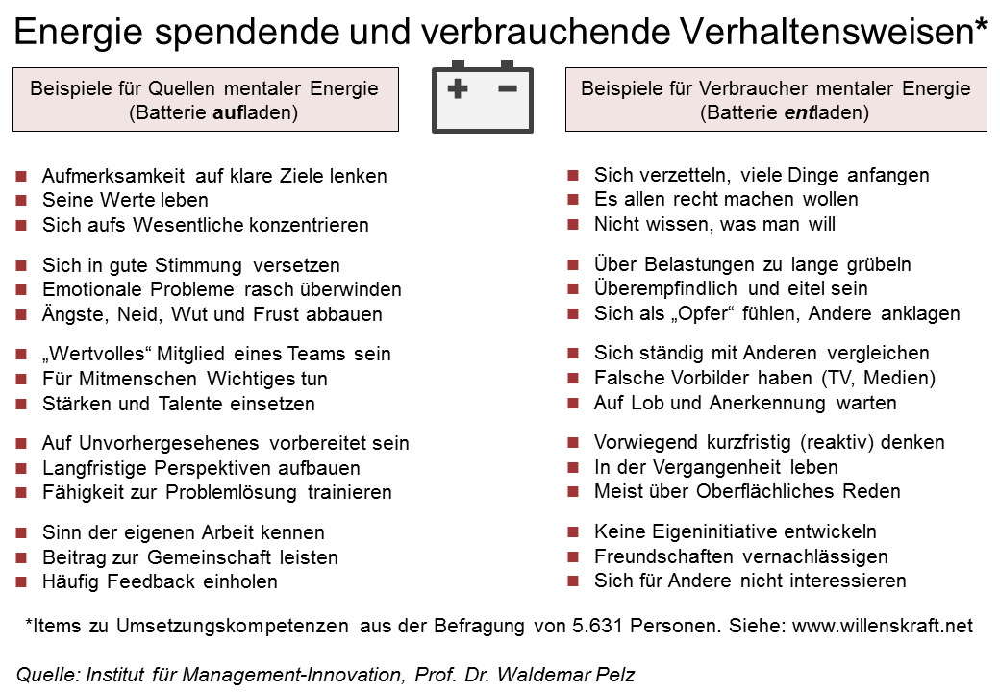 Energie spendende und verbrauchende Verhaltensweisen*
Beispiele für Quellen mentaler Energie
(Batterie aufladen)
Beispiele für Verbraucher mentaler Energie
(Batterie entladen)
Aufmerksamkeit auf klare Ziele lenken
Seine Werte leben
Sich aufs Wesentliche konzentrieren
Sich in gute Stimmung versetzen
Emotionale Probleme rasch überwinden
Ängste, Neid, Wut und Frust abbauen
„Wertvolles“ Mitglied eines Teams sein
Für Mitmenschen Wichtiges tun
Stärken und Talente einsetzen
Auf Unvorhergesehenes vorbereitet sein
Langfristige Perspektiven aufbauen
Fähigkeit zur Problemlösung trainieren
Sinn der eigenen Arbeit kennen
Beitrag zur Gemeinschaft leisten
Häufig Feedback einholen
Sich verzetteln, viele Dinge anfangen
Es allen recht machen wollen
Nicht wissen, was man will
Über Belastungen zu lange grübeln
Überempfindlich und eitel sein
Sich als „Opfer“ fühlen, Andere anklagen
Sich ständig mit Anderen vergleichen
Falsche Vorbilder haben (TV, Medien)
Auf Lob und Anerkennung warten
Vorwiegend kurzfristig (reaktiv) denken
In der Vergangenheit leben
Meist über Oberflächliches Reden
Keine Eigeninitiative entwickeln
Freundschaften vernachlässigen
Sich für Andere nicht interessieren
*Items zu Umsetzungskompetenzen aus der Befragung von 5.631 Personen. Siehe: www.willenskraft.net
Quelle: Institut für Management-Innovation, Prof. Dr. Waldemar Pelz